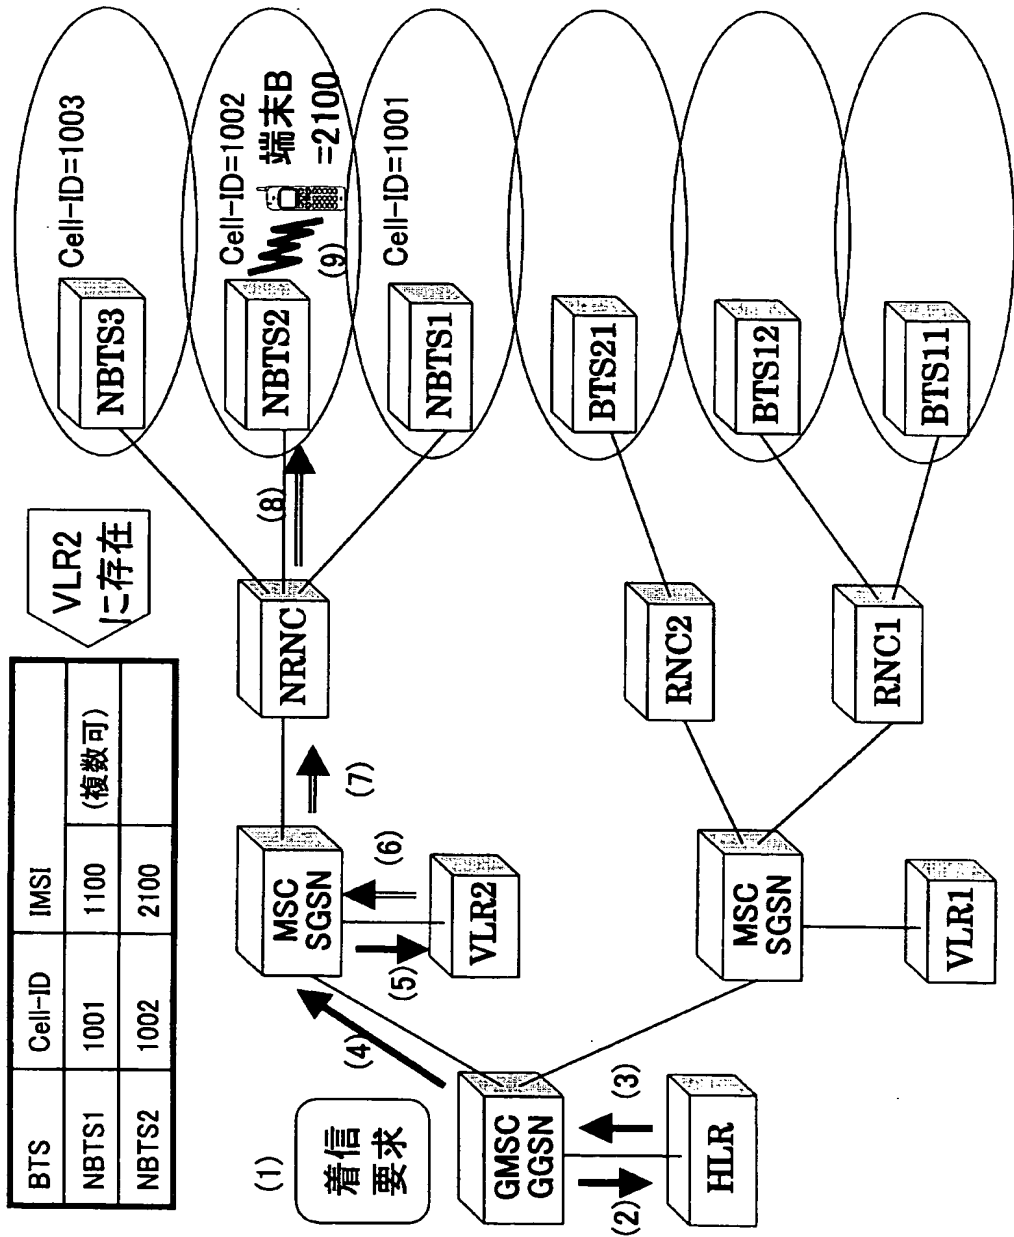 BTS Cell-ID IMSI
NBTS1 1001 1100 (複数可)
NBTS2 1002 2100
VLR2
に存在
(1)
着信
要求
GMSC
GGSN
(2)
(3)
HLR
(4)
MSC
SGSN
(5)
(6)
VLR2
(7)
NRNC
(8)
NBTS3
Cell-ID=1003
NBTS2
Cell-ID=1002
端末B
=2100
(9)
NBTS1
Cell-ID=1001
MSC
SGSN
VLR1
RNC2
RNC1
BTS21
BTS12
BTS11